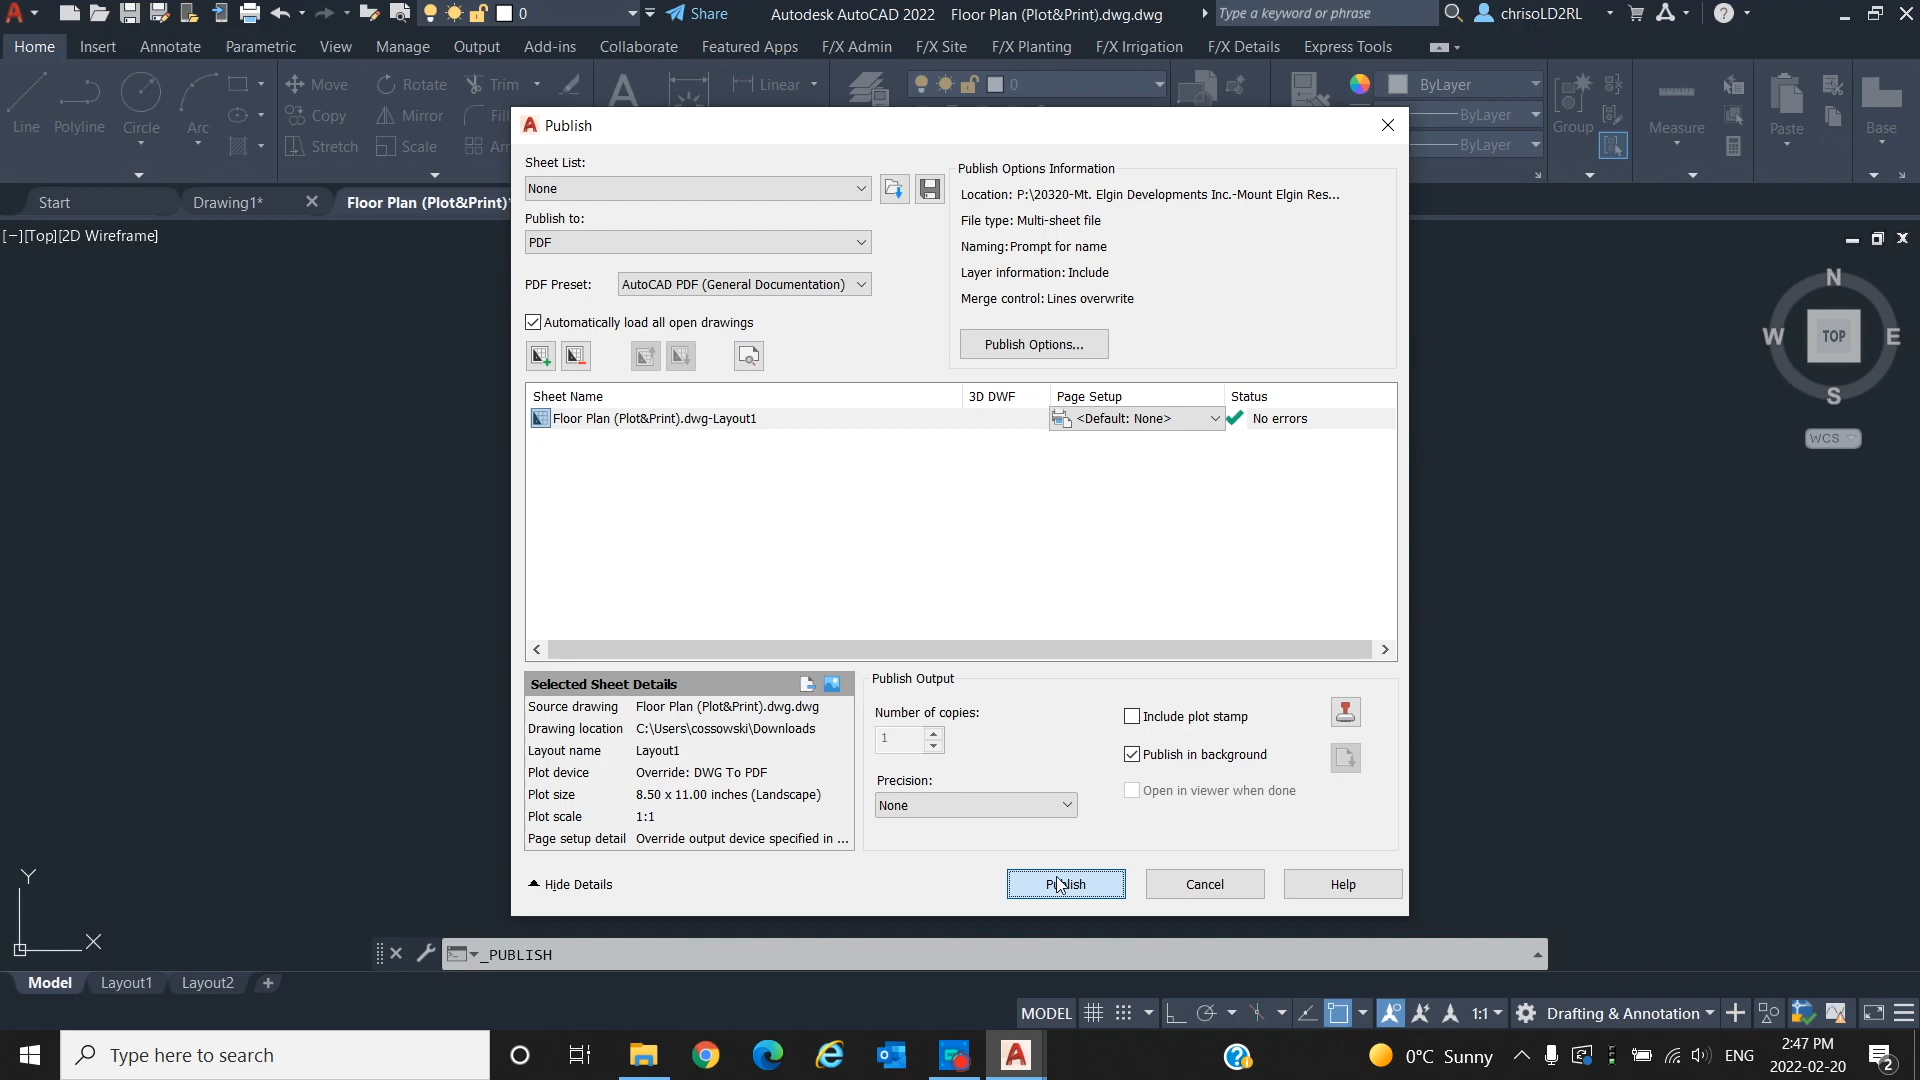 0 Share Autodesk AutoCAD 2022 Floor Plan (Plot&Print).dwg.dwg Type a keyword or phrase chrisoLD2RL
Home Insert Annotate Parametric View Manage Output Add-ins Collaborate Featured Apps F/X Admin F/X Site F/X Planting F/X Irrigation F/X Details Express Tools
Line Polyline Circle Arc
Move Rotate Trim
Copy Mirror
Stretch Scale
Linear
0
ByLayer
ByLayer
ByLayer
Group Measure Paste Base
Start Drawing1* Floor Plan (Plot&Print)*
[−][Top][2D Wireframe]
N
W TOP E
S
WCS
Publish
Sheet List:
None
Publish to:
PDF
PDF Preset: AutoCAD PDF (General Documentation)
Automatically load all open drawings
Publish Options Information
Location: P:\20320-Mt. Elgin Developments Inc.-Mount Elgin Res...
File type: Multi-sheet file
Naming: Prompt for name
Layer information: Include
Merge control: Lines overwrite
Publish Options...
Sheet Name 3D DWF Page Setup Status
Floor Plan (Plot&Print).dwg-Layout1 <Default: None> No errors
Selected Sheet Details
Source drawing Floor Plan (Plot&Print).dwg.dwg
Drawing location C:\Users\cossowski\Downloads
Layout name Layout1
Plot device Override: DWG To PDF
Plot size 8.50 x 11.00 inches (Landscape)
Plot scale 1:1
Page setup detail Override output device specified in ...
Publish Output
Number of copies:
1
Precision:
None
Include plot stamp
Publish in background
Open in viewer when done
Hide Details
Publish Cancel Help
Y
X
_PUBLISH
Model Layout1 Layout2
MODEL 1:1 Drafting & Annotation
Type here to search
0°C Sunny ENG
2:47 PM
2022-02-20
2